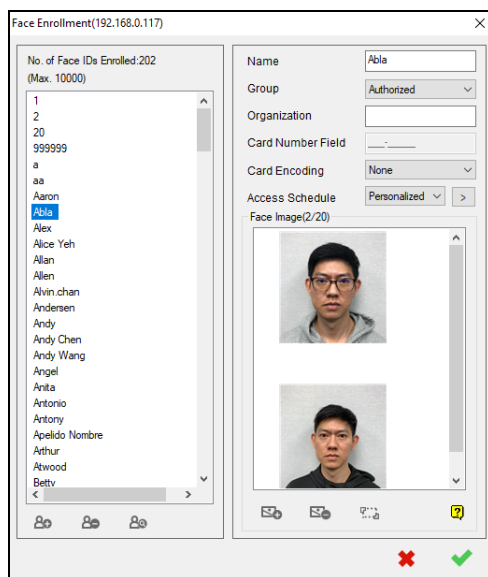 Face Enrollment(192.168.0.117)
No. of Face IDs Enrolled:202
(Max. 10000)
1
2
20
999999
a
aa
Aaron
Abla
Alex
Alice Yeh
Allan
Allen
Alvin.chan
Andersen
Andy
Andy Chen
Andy Wang
Angel
Anita
Antonio
Antony
Apelido Nombre
Arthur
Atwood
Betty
Name Abla
Group Authorized
Organization
Card Number Field ___-_____
Card Encoding None
Access Schedule Personalized >
Face Image(2/20)